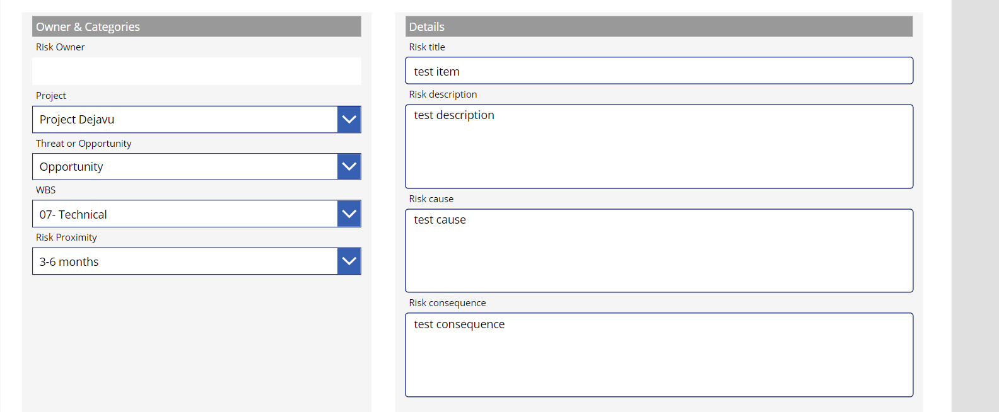 Owner & Categories
Risk Owner
Project
Project Dejavu
Threat or Opportunity
Opportunity
WBS
07- Technical
Risk Proximity
3-6 months
Details
Risk title
test item
Risk description
test description
Risk cause
test cause
Risk consequence
test consequence